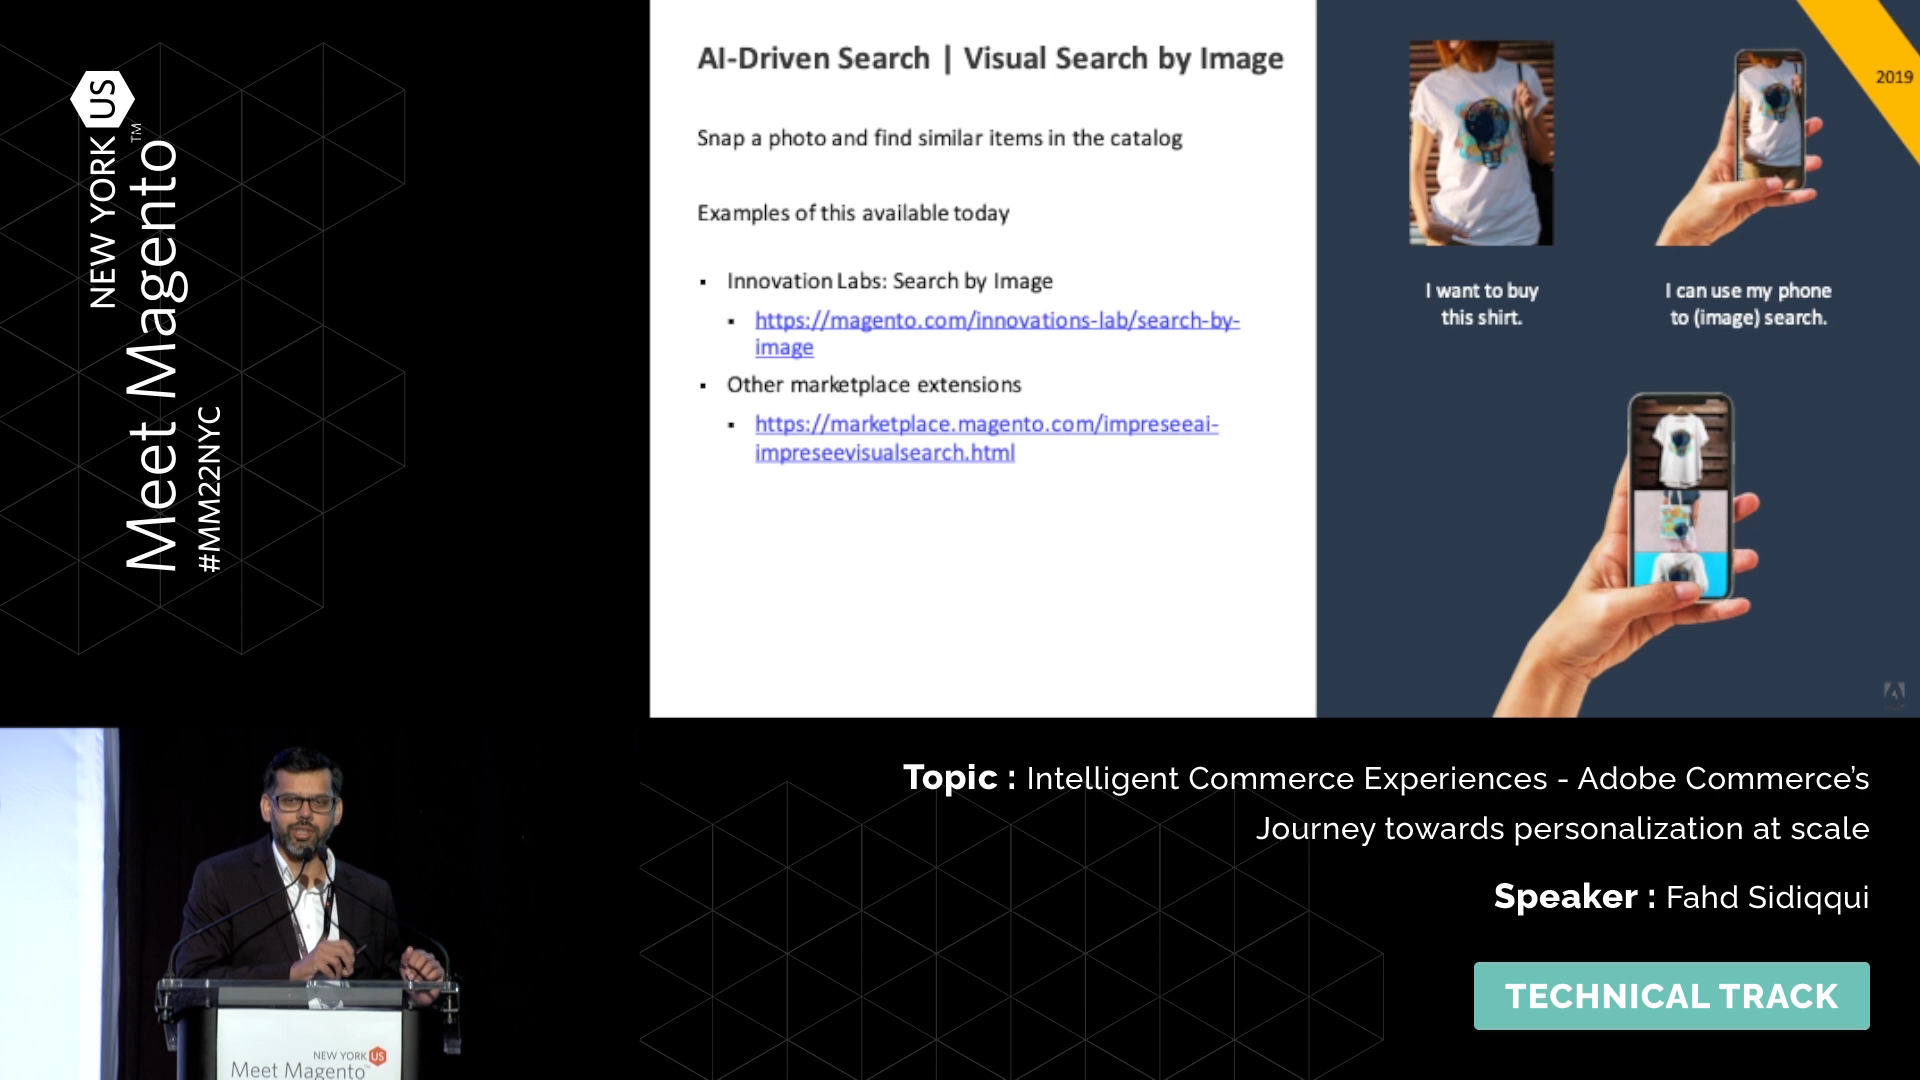 NEW YORK US
Meet Magento™
#MM22NYC
AI-Driven Search | Visual Search by Image
Snap a photo and find similar items in the catalog
Examples of this available today
▪ Innovation Labs: Search by Image
▪ https://magento.com/innovations-lab/search-by-
image
▪ Other marketplace extensions
▪ https://marketplace.magento.com/impreseeai-
impreseevisualsearch.html
2019
I want to buy
this shirt.
I can use my phone
to (image) search.
Topic : Intelligent Commerce Experiences - Adobe Commerce’s
Journey towards personalization at scale
Speaker : Fahd Sidiqqui
TECHNICAL TRACK
NEW YORK US
Meet Magento